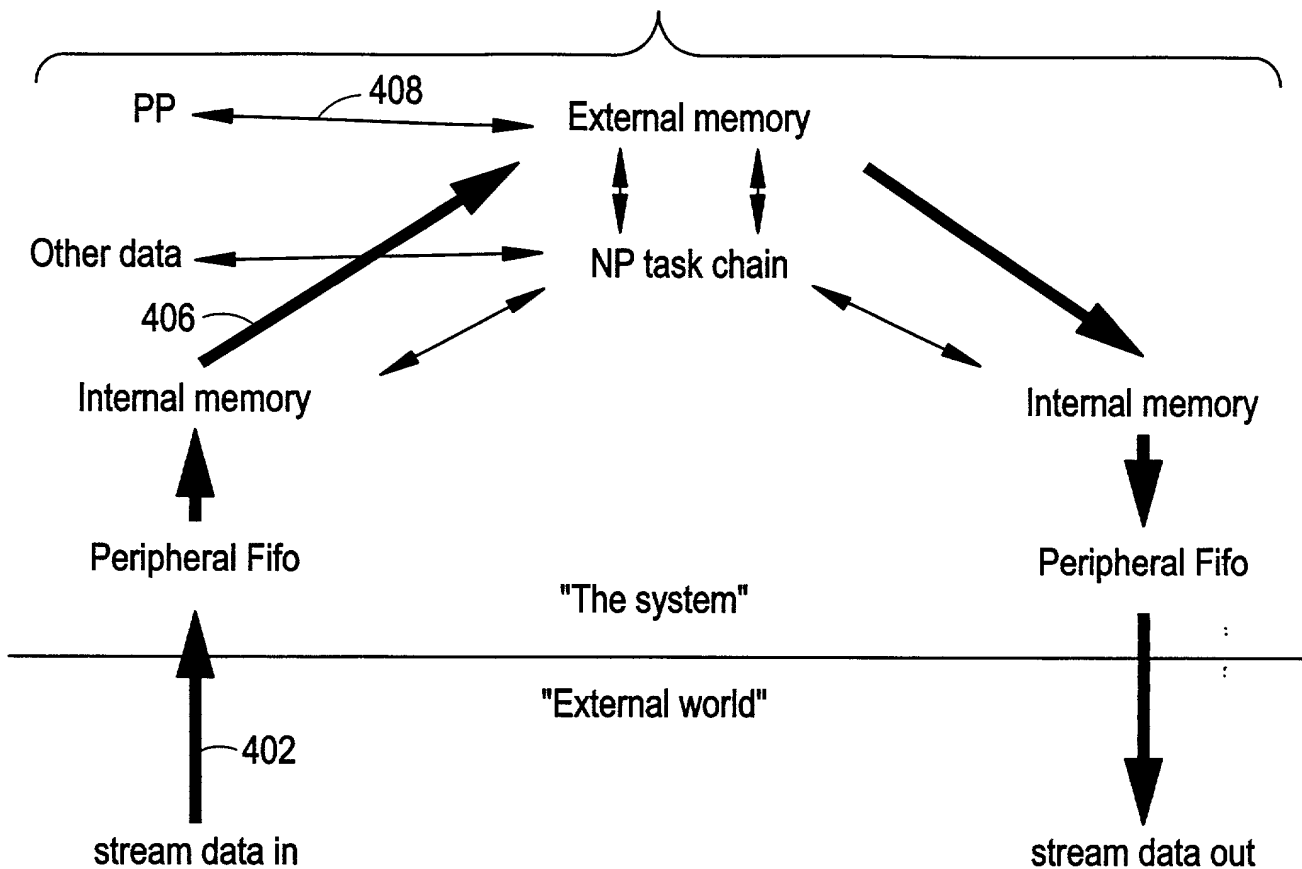 PP
408
External memory
Other data
NP task chain
406
Internal memory
Internal memory
Peripheral Fifo
Peripheral Fifo
"The system"
"External world"
402
stream data in
stream data out